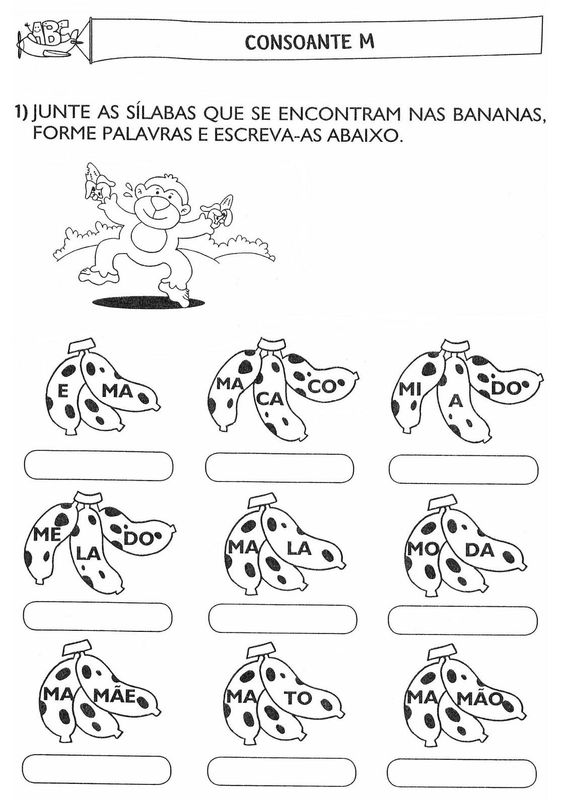 ABC
CONSOANTE M
1) JUNTE AS SÍLABAS QUE SE ENCONTRAM NAS BANANAS,
FORME PALAVRAS E ESCREVA-AS ABAIXO.
E MA
MA CA CO
MI A DO
ME LA DO
MA LA
MO DA
MA MÃE
MA TO
MA MÃO